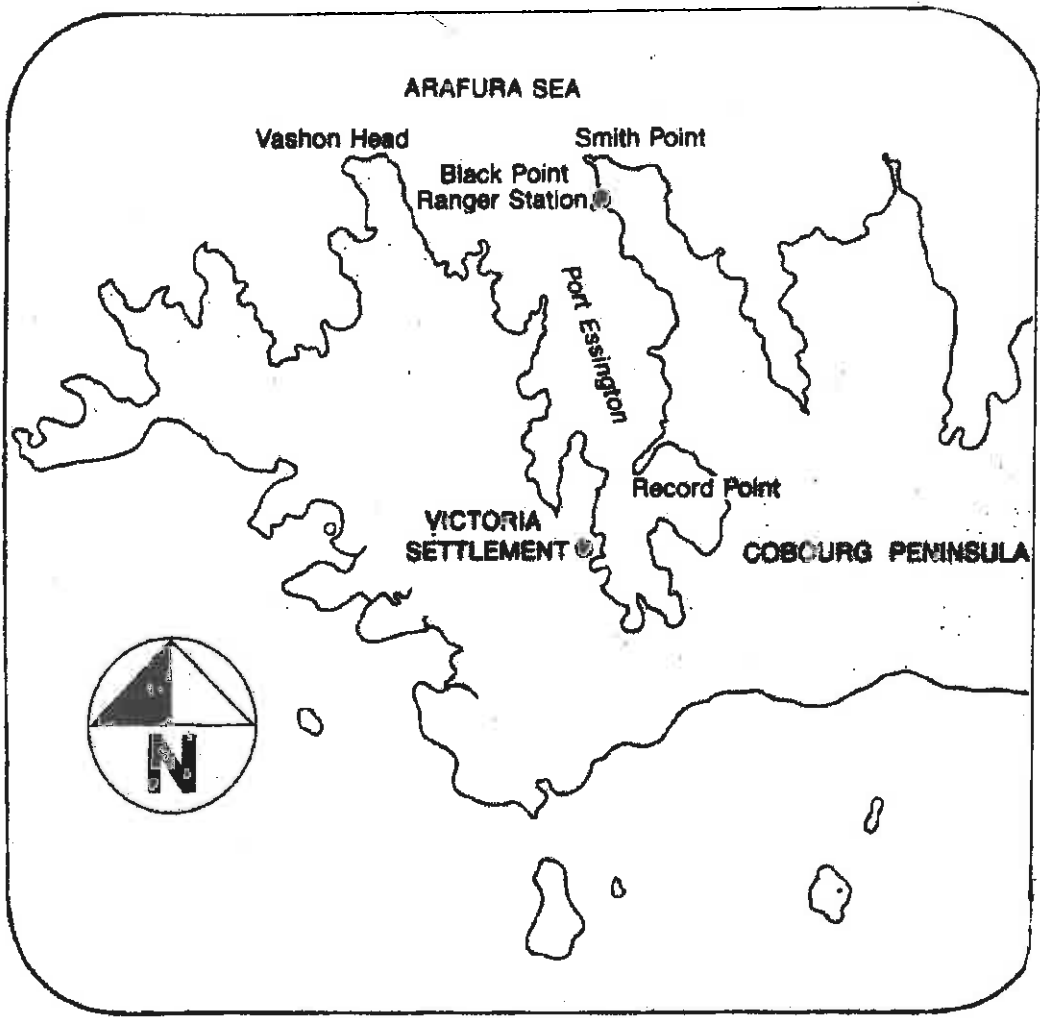 ARAFURA SEA
Vashon Head
Smith Point
Black Point
Ranger Station
Port Essington
Record Point
VICTORIA
SETTLEMENT
COBOURG PENINSULA
N